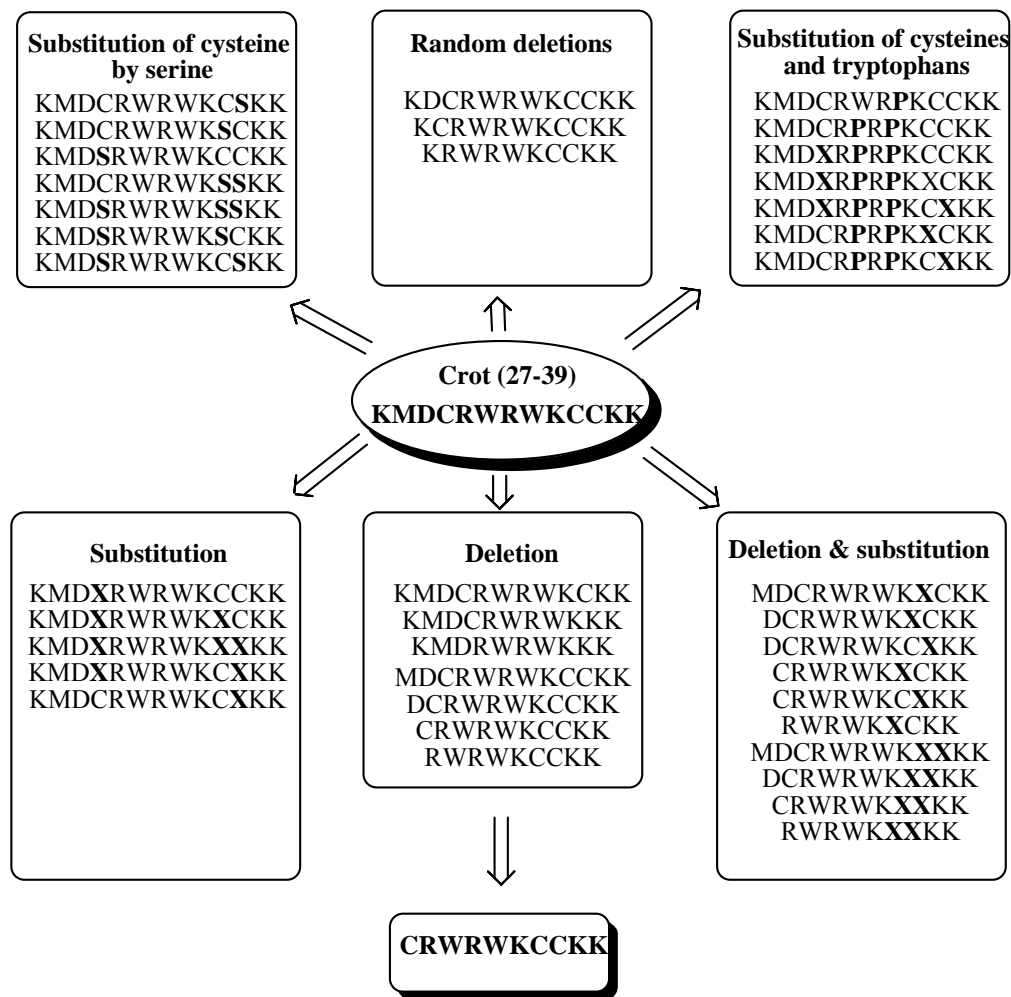 Substitution of cysteine
by serine
KMDCRWRWKCSKK
KMDCRWRWKSCKK
KMDSRWRWKCCKK
KMDCRWRWKSSKK
KMDSRWRWKSSKK
KMDSRWRWKSCKK
KMDSRWRWKCSKK
Random deletions
KDCRWRWKCCKK
KCRWRWKCCKK
KRWRWKCCKK
Substitution of cysteines
and tryptophans
KMDCRWRPKCCKK
KMDCRPRPKCCKK
KMDXRPRPKCCKK
KMDXRPRPKXCKK
KMDXRPRPKCXKK
KMDCRPRPKXCKK
KMDCRPRPKCXKK
Crot (27-39)
KMDCRWRWKCCKK
Substitution
KMDXRWRWKCCKK
KMDXRWRWKXCKK
KMDXRWRWKXXKK
KMDXRWRWKCXKK
KMDCRWRWKCXKK
Deletion
KMDCRWRWKCKK
KMDCRWRWKKK
KMDRWRWKKK
MDCRWRWKCCKK
DCRWRWKCCKK
CRWRWKCCKK
RWRWKCCKK
Deletion & substitution
MDCRWRWKXCKK
DCRWRWKXCKK
DCRWRWKCXKK
CRWRWKXCKK
CRWRWKCXKK
RWRWKXCKK
MDCRWRWKXXKK
DCRWRWKXXKK
CRWRWKXXKK
RWRWKXXKK
CRWRWKCCKK